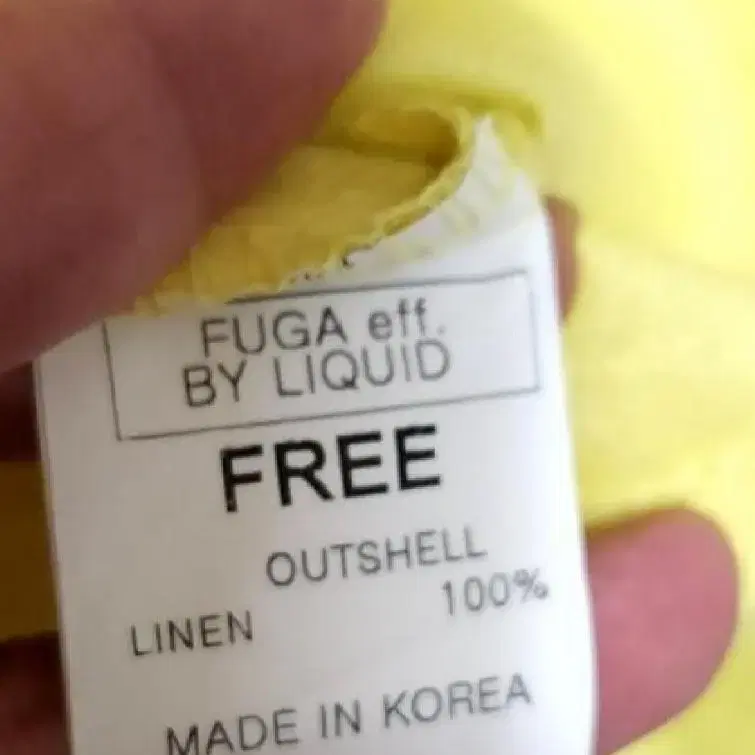 FUGA eff.
BY LIQUID
FREE
OUTSHELL
LINEN 100%
MADE IN KOREA